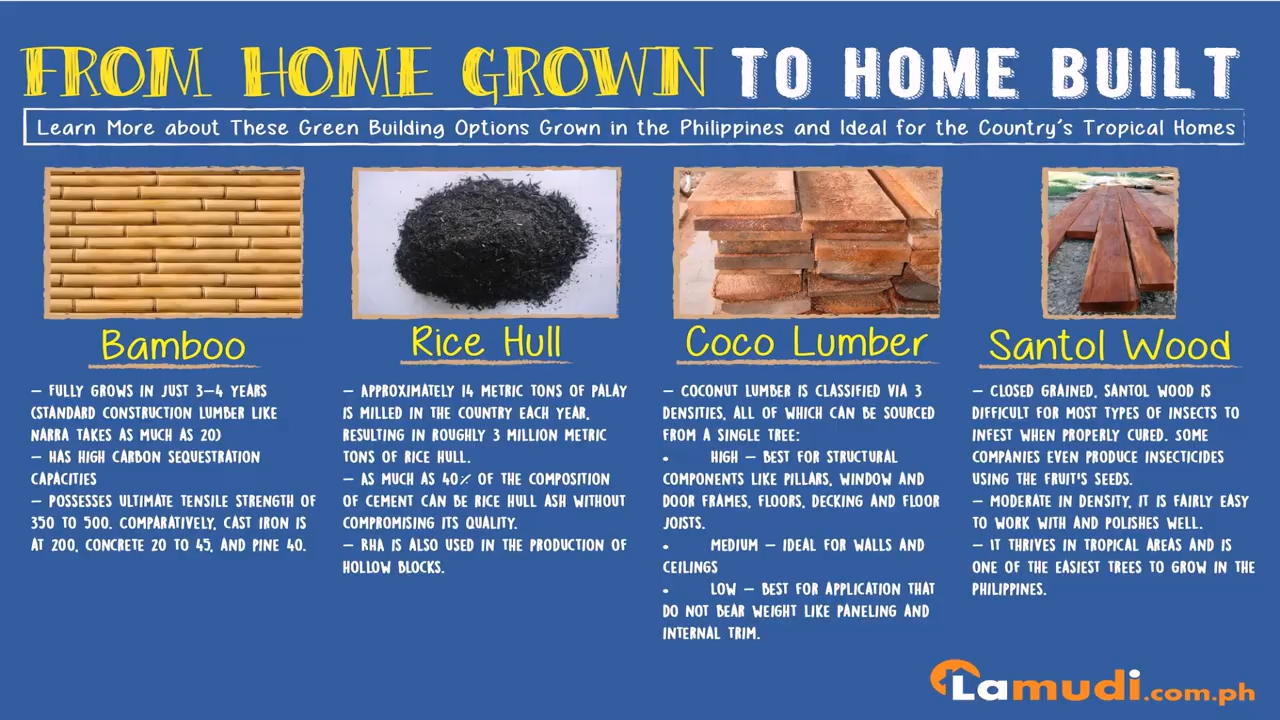 FROM HOME GROWN TO HOME BUILT
Learn More about These Green Building Options Grown in the Philippines and Ideal for the Country's Tropical Homes
Bamboo
– FULLY GROWS IN JUST 3–4 YEARS
(STANDARD CONSTRUCTION LUMBER LIKE
NARRA TAKES AS MUCH AS 20)
– HAS HIGH CARBON SEQUESTRATION
CAPACITIES
– POSSESSES ULTIMATE TENSILE STRENGTH OF
350 TO 500. COMPARATIVELY, CAST IRON IS
AT 200, CONCRETE 20 TO 45, AND PINE 40.
Rice Hull
– APPROXIMATELY 14 METRIC TONS OF PALAY
IS MILLED IN THE COUNTRY EACH YEAR,
RESULTING IN ROUGHLY 3 MILLION METRIC
TONS OF RICE HULL.
– AS MUCH AS 40% OF THE COMPOSITION
OF CEMENT CAN BE RICE HULL ASH WITHOUT
COMPROMISING ITS QUALITY.
– RHA IS ALSO USED IN THE PRODUCTION OF
HOLLOW BLOCKS.
Coco Lumber
– COCONUT LUMBER IS CLASSIFIED VIA 3
DENSITIES, ALL OF WHICH CAN BE SOURCED
FROM A SINGLE TREE:
• HIGH – BEST FOR STRUCTURAL
COMPONENTS LIKE PILLARS, WINDOW AND
DOOR FRAMES, FLOORS, DECKING AND FLOOR
JOISTS.
• MEDIUM – IDEAL FOR WALLS AND
CEILINGS
• LOW – BEST FOR APPLICATION THAT
DO NOT BEAR WEIGHT LIKE PANELING AND
INTERNAL TRIM.
Santol Wood
– CLOSED GRAINED, SANTOL WOOD IS
DIFFICULT FOR MOST TYPES OF INSECTS TO
INFEST WHEN PROPERLY CURED. SOME
COMPANIES EVEN PRODUCE INSECTICIDES
USING THE FRUIT'S SEEDS.
– MODERATE IN DENSITY, IT IS FAIRLY EASY
TO WORK WITH AND POLISHES WELL.
– IT THRIVES IN TROPICAL AREAS AND IS
ONE OF THE EASIEST TREES TO GROW IN THE
PHILIPPINES.
Lamudi.com.ph